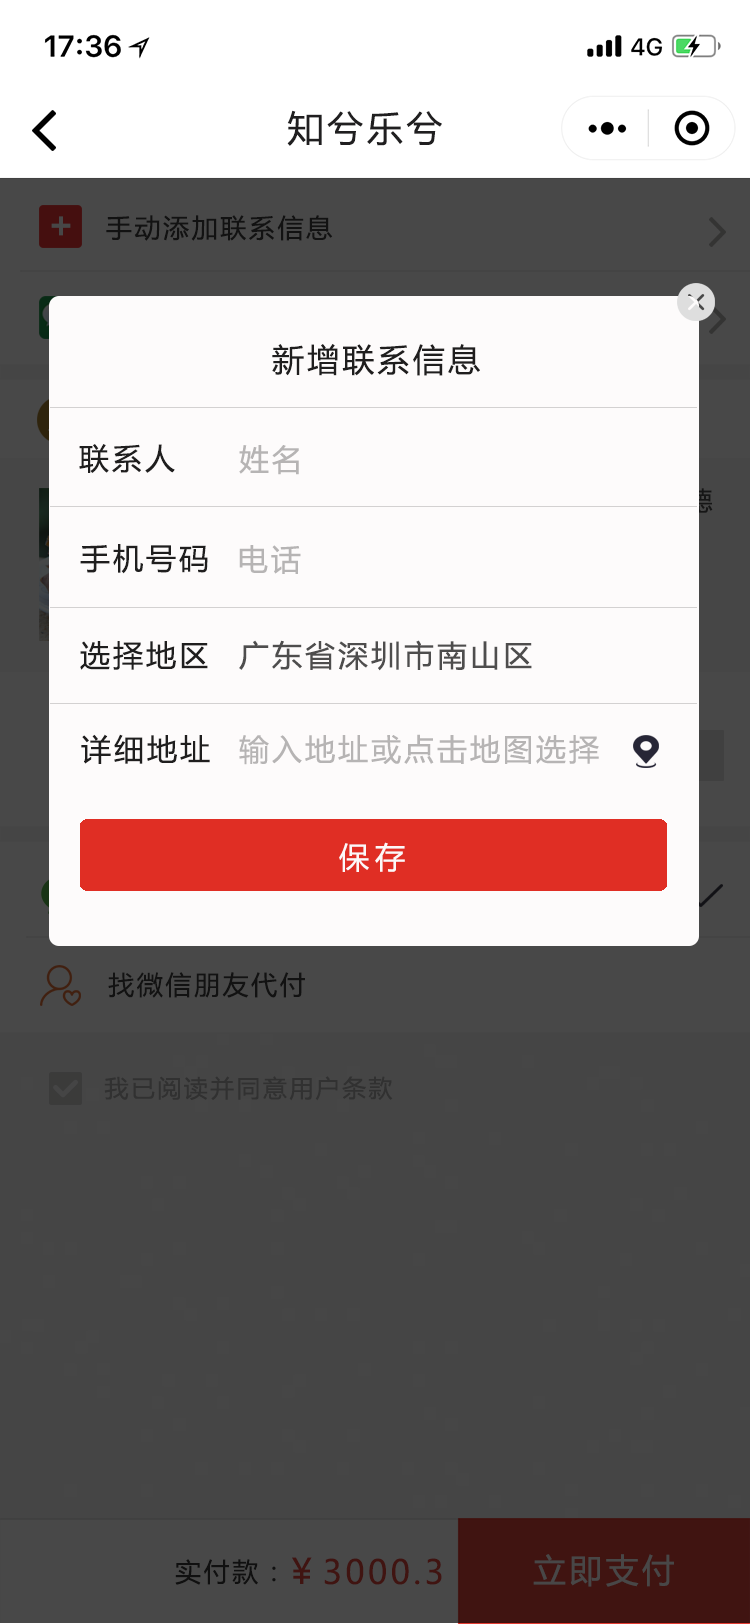 17:36
4G
知兮乐兮
手动添加联系信息
新增联系信息
联系人 姓名
德
手机号码 电话
选择地区 广东省深圳市南山区
详细地址 输入地址或点击地图选择
保存
找微信朋友代付
我已阅读并同意用户条款
实付款：¥ 3000.3 立即支付